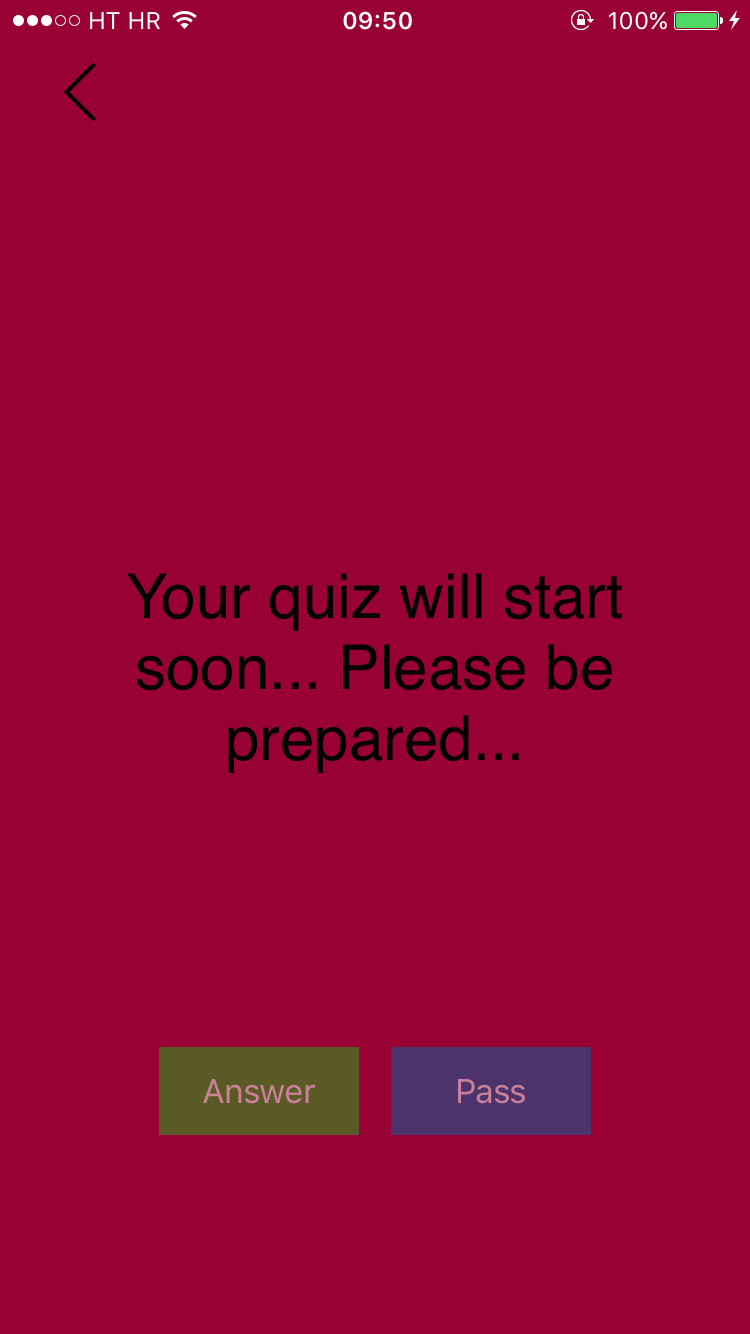 HT HR 09:50 100%
Your quiz will start
soon... Please be
prepared...
Answer Pass